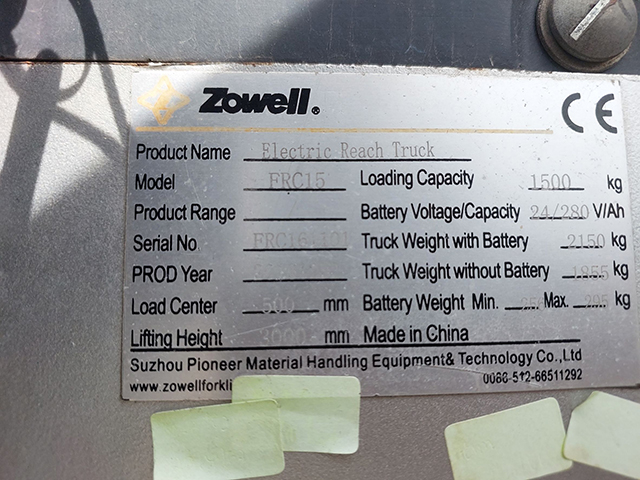 Zowell®
CE
Product Name Electric Reach Truck
Model FRC15 Loading Capacity 1500 kg
Product Range / Battery Voltage/Capacity 24/280 V/Ah
Serial No Truck Weight with Battery 2150 kg
PROD Year Truck Weight without Battery 1855 kg
Load Center 500 mm Battery Weight Min. Max. kg
Lifting Height 3000 mm Made in China
Suzhou Pioneer Material Handling Equipment& Technology Co.,Ltd
www.zowellforkli 0086-512-66511292